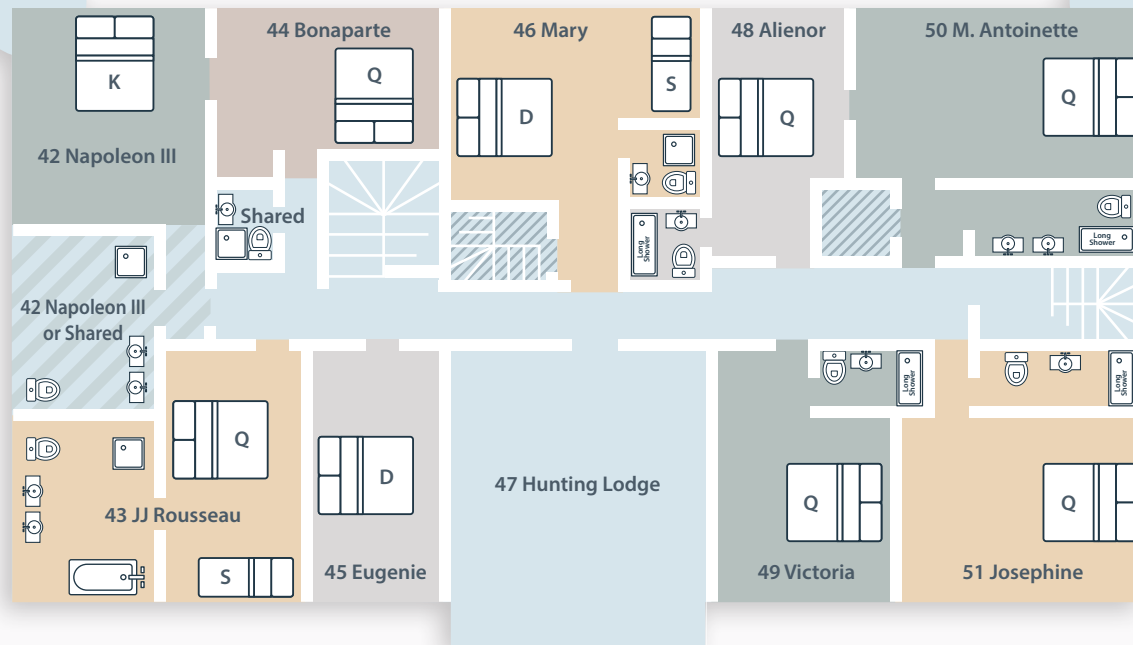 44 Bonaparte
46 Mary
48 Alienor
50 M. Antoinette
K
Q
D
S
Q
Q
42 Napoleon III
Shared
Long
Shower
Long
Shower
42 Napoleon III
or Shared
Long
Shower
Long
Shower
Q
D
47 Hunting Lodge
Q
Q
43 JJ Rousseau
S
45 Eugenie
49 Victoria
51 Josephine